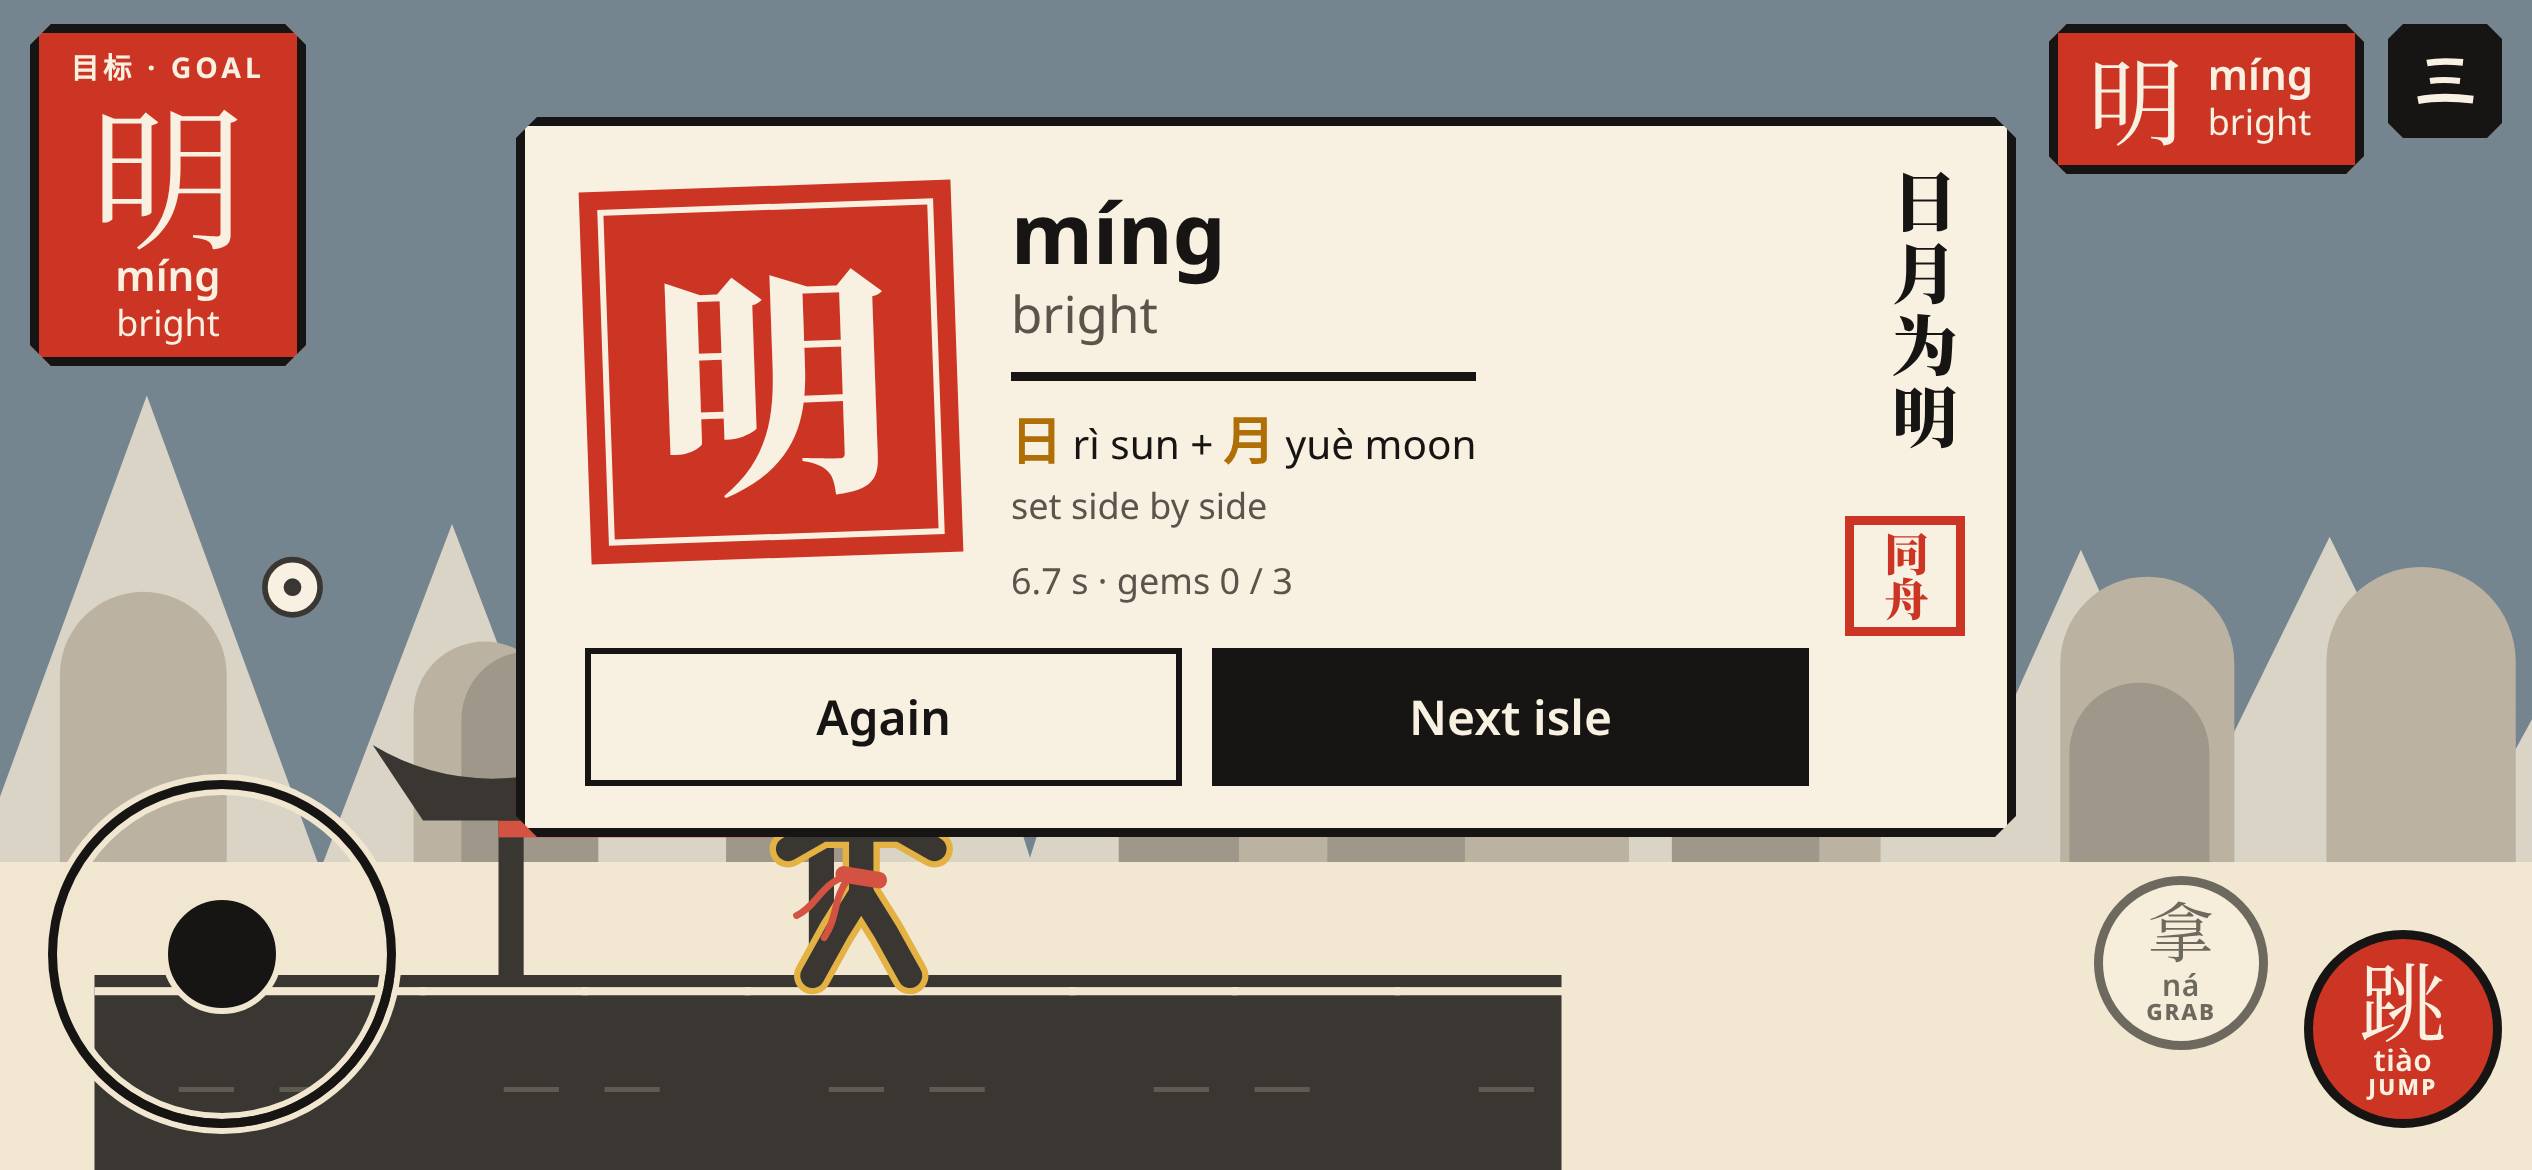 目标 · GOAL
明
míng
bright
明 míng
bright
三
明
míng
bright
日 rì sun + 月 yuè moon
set side by side
6.7 s · gems 0 / 3
日月为明
同舟
Again
Next isle
拿
ná
GRAB
跳
tiào
JUMP